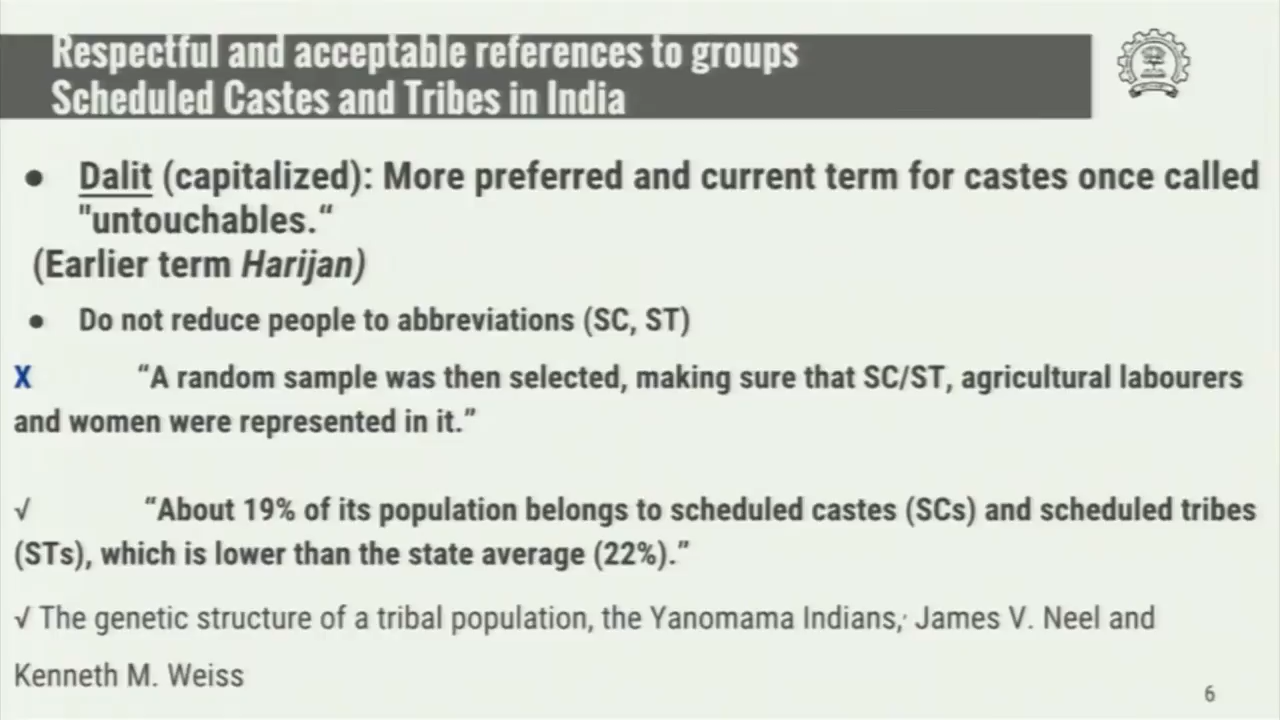 Respectful and acceptable references to groups
Scheduled Castes and Tribes in India
● Dalit (capitalized): More preferred and current term for castes once called
"untouchables.“
(Earlier term Harijan)
● Do not reduce people to abbreviations (SC, ST)
X “A random sample was then selected, making sure that SC/ST, agricultural labourers
and women were represented in it.”
√ “About 19% of its population belongs to scheduled castes (SCs) and scheduled tribes
(STs), which is lower than the state average (22%).”
√ The genetic structure of a tribal population, the Yanomama Indians, James V. Neel and
Kenneth M. Weiss
6